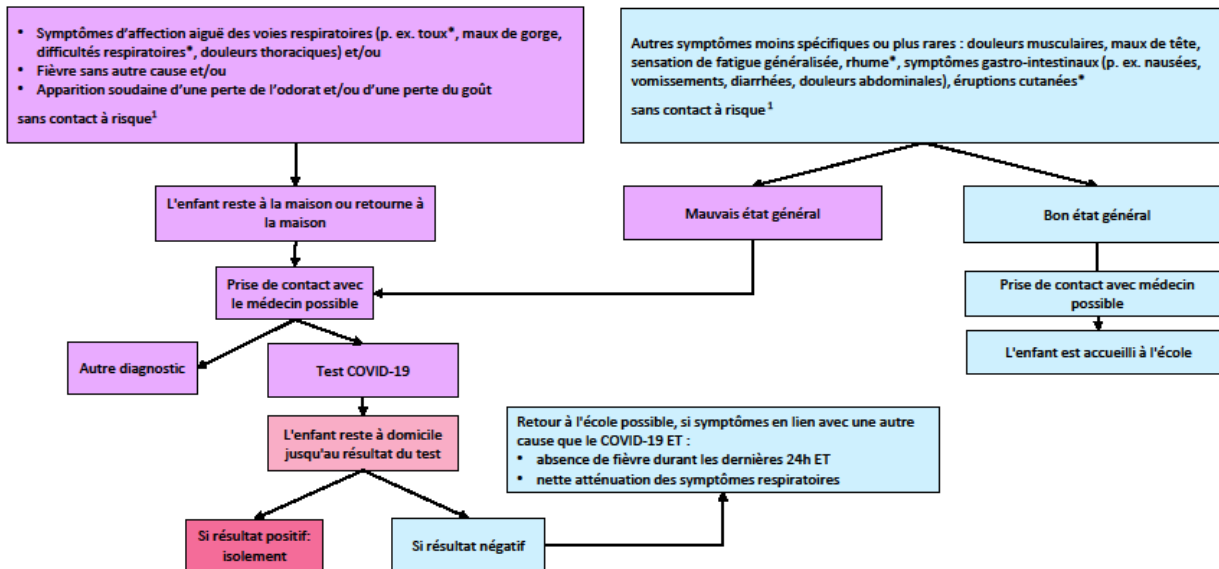 • Symptômes d'affection aiguë des voies respiratoires (p. ex. toux*, maux de gorge,
difficultés respiratoires*, douleurs thoraciques) et/ou
• Fièvre sans autre cause et/ou
• Apparition soudaine d'une perte de l'odorat et/ou d'une perte du goût
sans contact à risque¹
Autres symptômes moins spécifiques ou plus rares : douleurs musculaires, maux de tête,
sensation de fatigue généralisée, rhume*, symptômes gastro-intestinaux (p. ex. nausées,
vomissements, diarrhées, douleurs abdominales), éruptions cutanées*
sans contact à risque ¹
L'enfant reste à la maison ou retourne à
la maison
Mauvais état général
Bon état général
Prise de contact avec
le médecin possible
Prise de contact avec médecin
possible
Autre diagnostic
Test COVID-19
L'enfant est accueilli à l'école
L'enfant reste à domicile
jusqu'au résultat du test
Retour à l'école possible, si symptômes en lien avec une autre
cause que le COVID-19 ET :
• absence de fièvre durant les dernières 24h ET
• nette atténuation des symptômes respiratoires
Si résultat positif:
isolement
Si résultat négatif